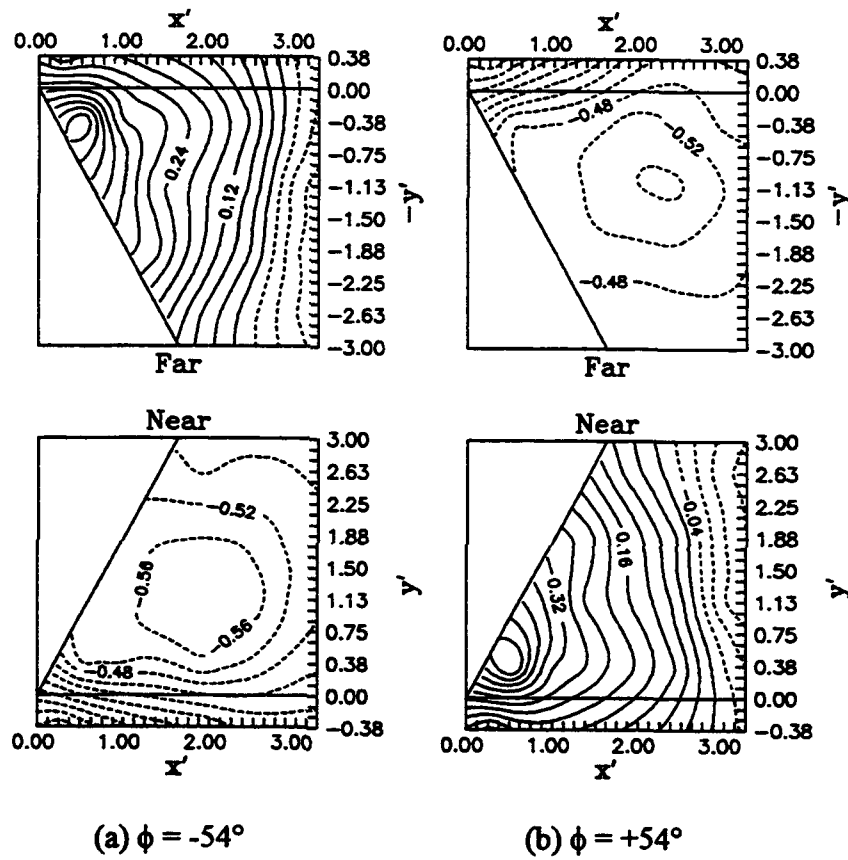 x'
0.00 1.00 2.00 3.00
0.38
0.00
-0.38
-0.75
-1.13
-1.50
-1.88
-2.25
-2.63
-3.00
-y'
0.24
0.12
Far
x'
0.00 1.00 2.00 3.00
0.38
0.00
-0.38
-0.75
-1.13
-1.50
-1.88
-2.25
-2.63
-3.00
-y'
-0.48
-0.52
-0.48
Far
Near
3.00
2.63
2.25
1.88
1.50
1.13
0.75
0.38
0.00
-0.38
y'
-0.52
-0.56
-0.56
-0.48
0.00 1.00 2.00 3.00
x'
Near
3.00
2.63
2.25
1.88
1.50
1.13
0.75
0.38
0.00
-0.38
y'
-0.04
0.16
0.32
0.00 1.00 2.00 3.00
x'
(a) ϕ = -54°
(b) ϕ = +54°